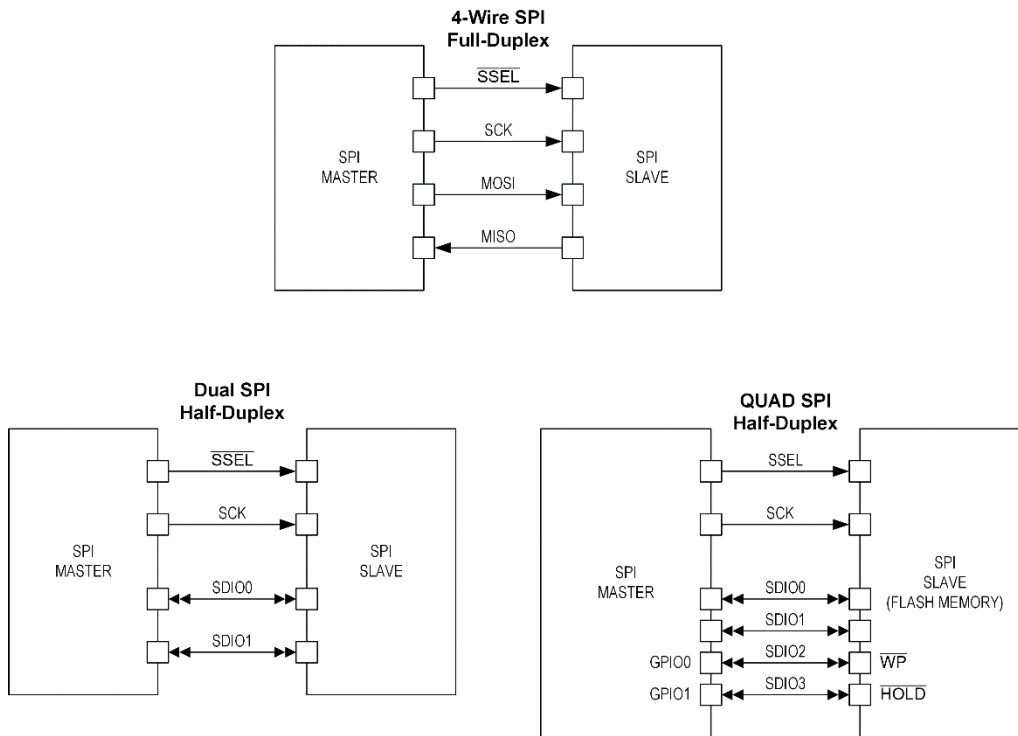 4-Wire SPI
Full-Duplex
SSEL
SCK
SPI
MASTER
SPI
SLAVE
MOSI
MISO
Dual SPI
Half-Duplex
SSEL
SCK
SPI
MASTER
SPI
SLAVE
SDIO0
SDIO1
QUAD SPI
Half-Duplex
SSEL
SCK
SPI
MASTER
SPI
SLAVE
(FLASH MEMORY)
SDIO0
SDIO1
GPIO0
SDIO2
WP
GPIO1
SDIO3
HOLD